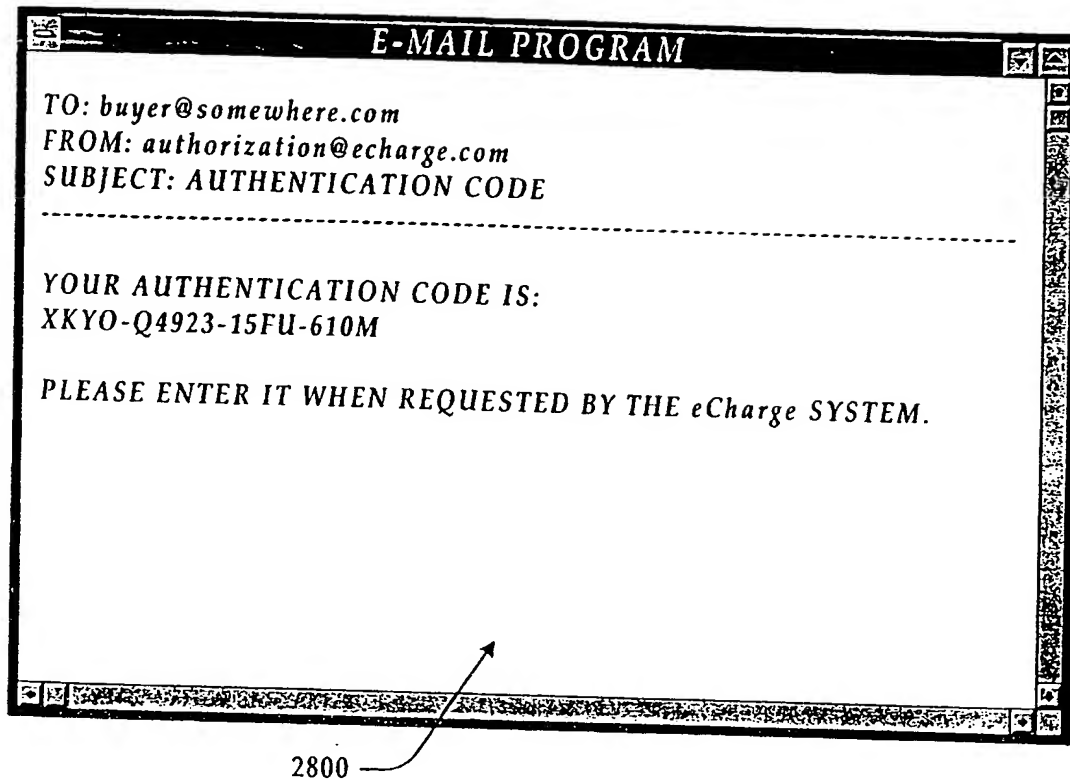 E-MAIL PROGRAM
TO: buyer@somewhere.com
FROM: authorization@echarge.com
SUBJECT: AUTHENTICATION CODE
YOUR AUTHENTICATION CODE IS:
XKYO-Q4923-15FU-610M
PLEASE ENTER IT WHEN REQUESTED BY THE eCharge SYSTEM.
2800